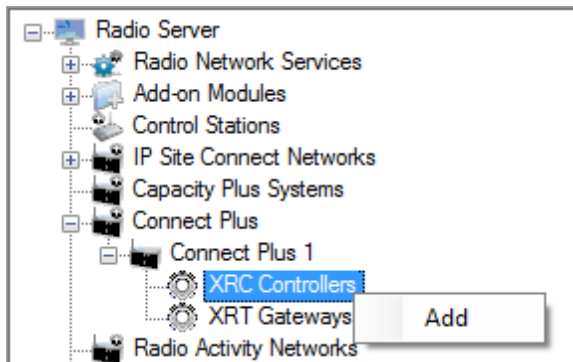 Radio Server
Radio Network Services
Add-on Modules
Control Stations
IP Site Connect Networks
Capacity Plus Systems
Connect Plus
Connect Plus 1
XRC Controllers
XRT Gateways
Add
Radio Activity Networks